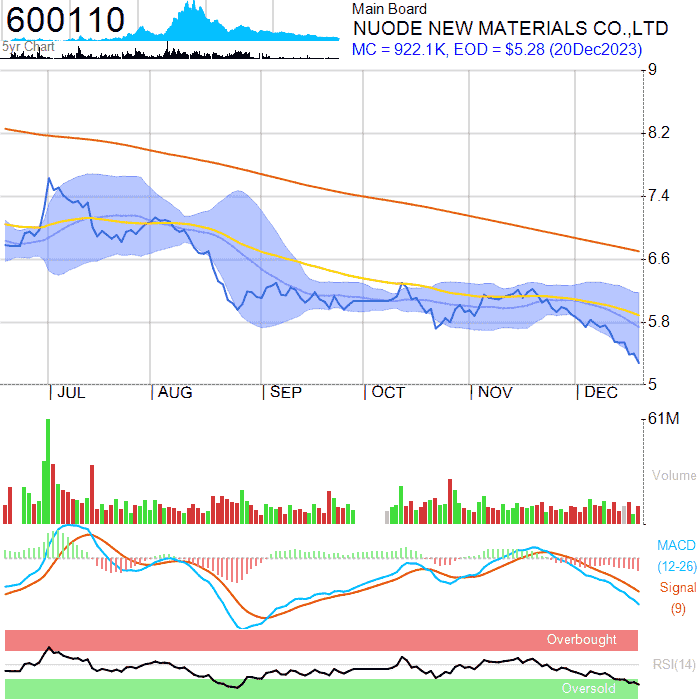 600110
5yr Chart
Main Board
NUODE NEW MATERIALS CO.,LTD
MC = 922.1K, EOD = $5.28 (20Dec2023)
9
8.2
7.4
6.6
5.8
5
JUL
AUG
SEP
OCT
NOV
DEC
61M
Volume
MACD
(12-26)
Signal
(9)
Overbought
RSI(14)
Oversold